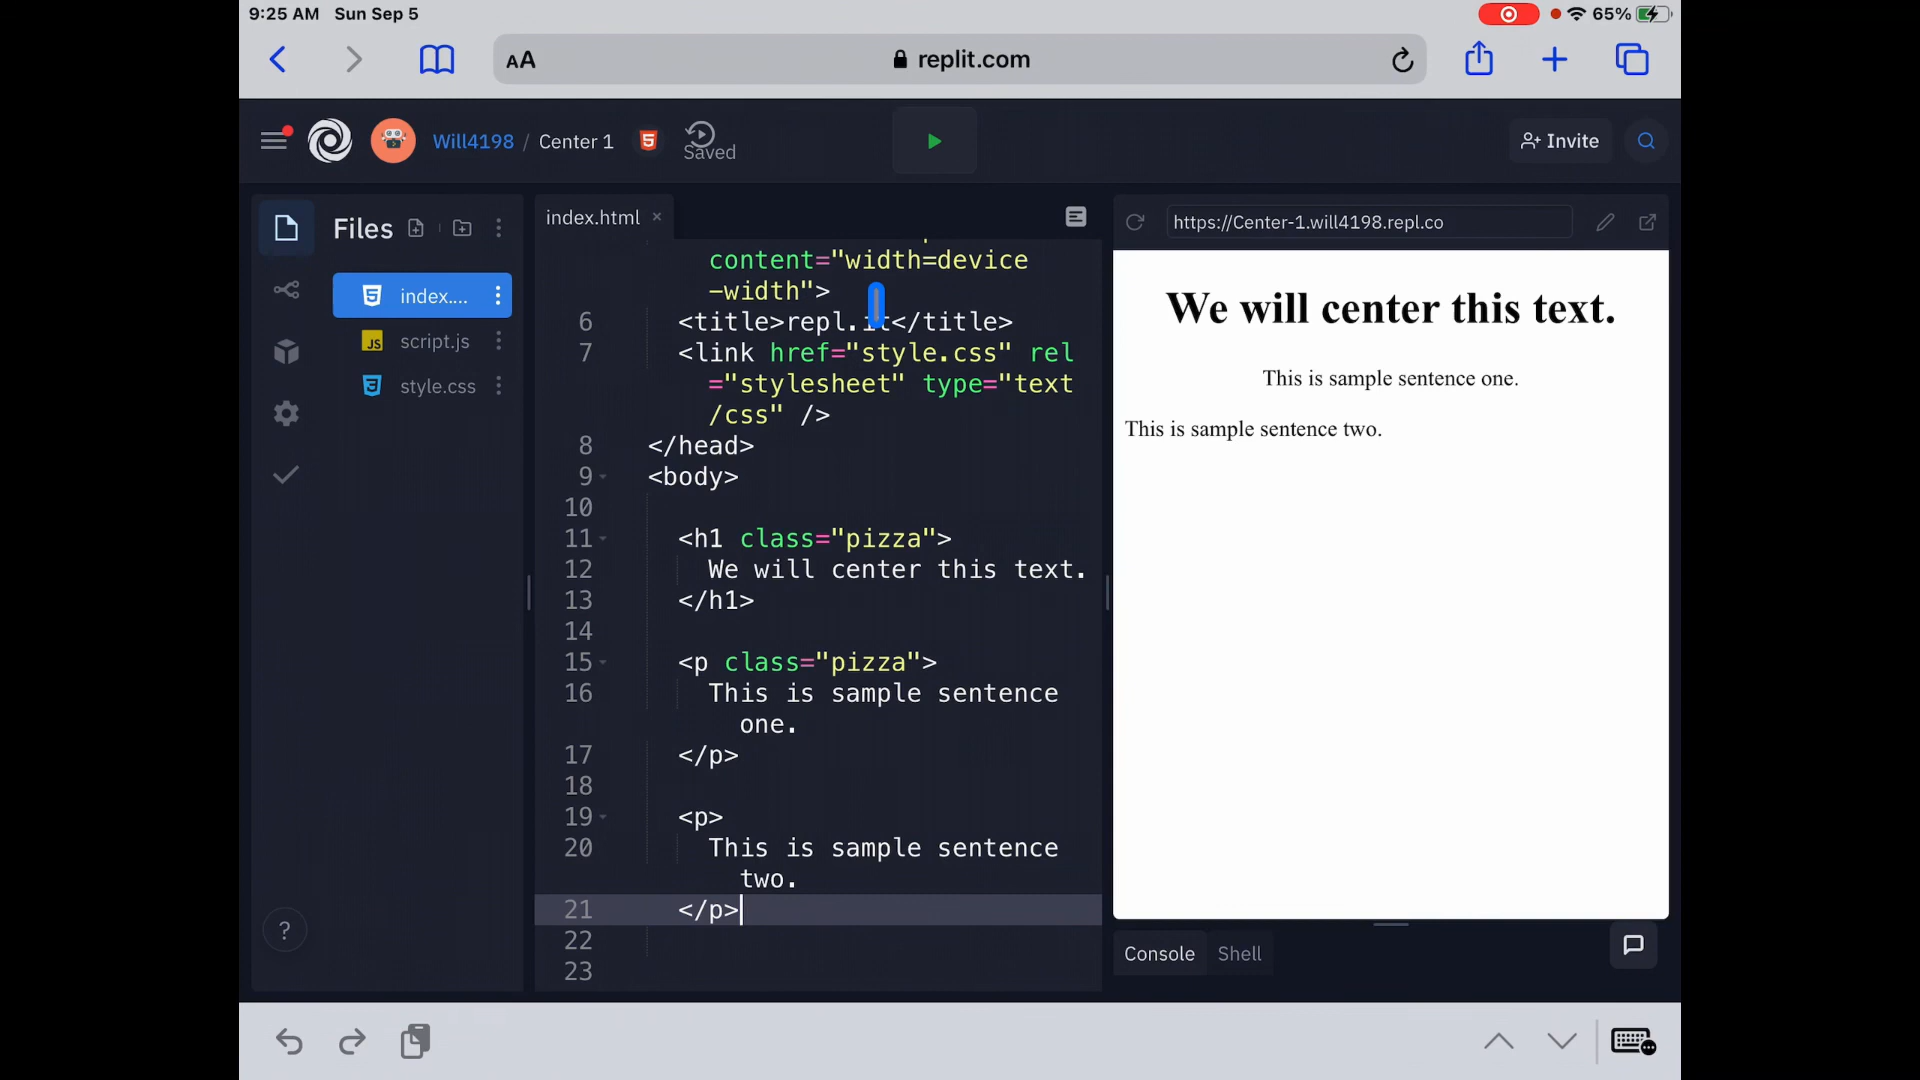 9:25 AM Sun Sep 5
65%
AA
replit.com
Will4198 / Center 1
Saved
Invite
Files
index....
script.js
style.css
index.html
content="width=device
-width">
6 <title>repl.it</title>
7 <link href="style.css" rel
="stylesheet" type="text
/css" />
8 </head>
9 <body>
10
11 <h1 class="pizza">
12 We will center this text.
13 </h1>
14
15 <p class="pizza">
16 This is sample sentence
one.
17 </p>
18
19 <p>
20 This is sample sentence
two.
21 </p>
22
23
https://Center-1.will4198.repl.co
We will center this text.
This is sample sentence one.
This is sample sentence two.
Console Shell
?